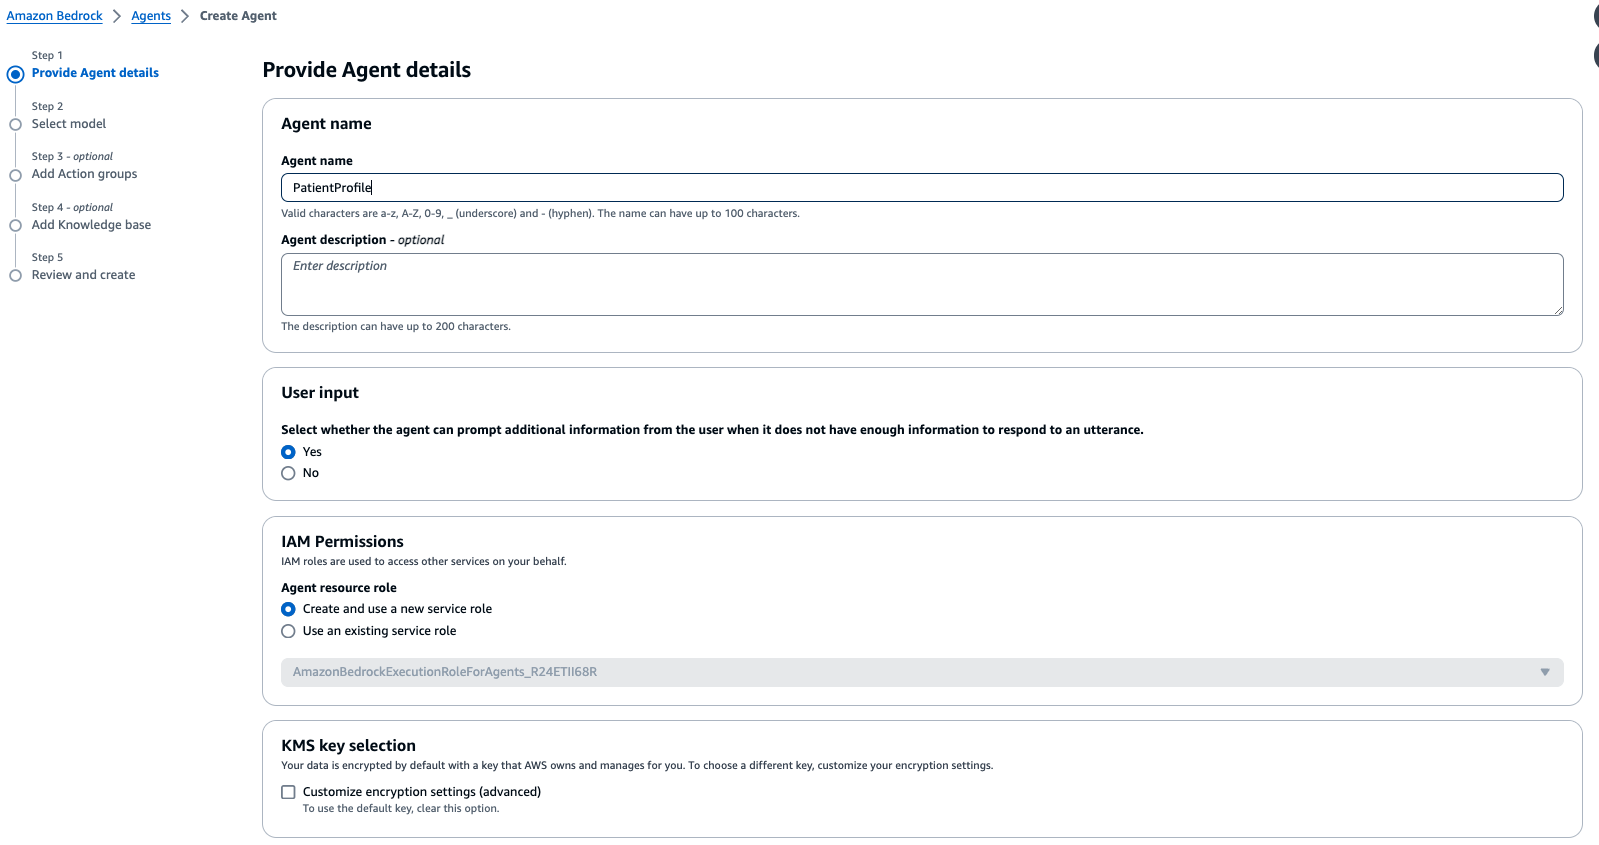 Amazon Bedrock > Agents > Create Agent
Step 1
Provide Agent details
Step 2
Select model
Step 3 - optional
Add Action groups
Step 4 - optional
Add Knowledge base
Step 5
Review and create
Provide Agent details
Agent name
Agent name
PatientProfile
Valid characters are a-z, A-Z, 0-9, _ (underscore) and - (hyphen). The name can have up to 100 characters.
Agent description - optional
Enter description
The description can have up to 200 characters.
User input
Select whether the agent can prompt additional information from the user when it does not have enough information to respond to an utterance.
Yes
No
IAM Permissions
IAM roles are used to access other services on your behalf.
Agent resource role
Create and use a new service role
Use an existing service role
AmazonBedrockExecutionRoleForAgents_R24ETII68R
KMS key selection
Your data is encrypted by default with a key that AWS owns and manages for you. To choose a different key, customize your encryption settings.
Customize encryption settings (advanced)
To use the default key, clear this option.